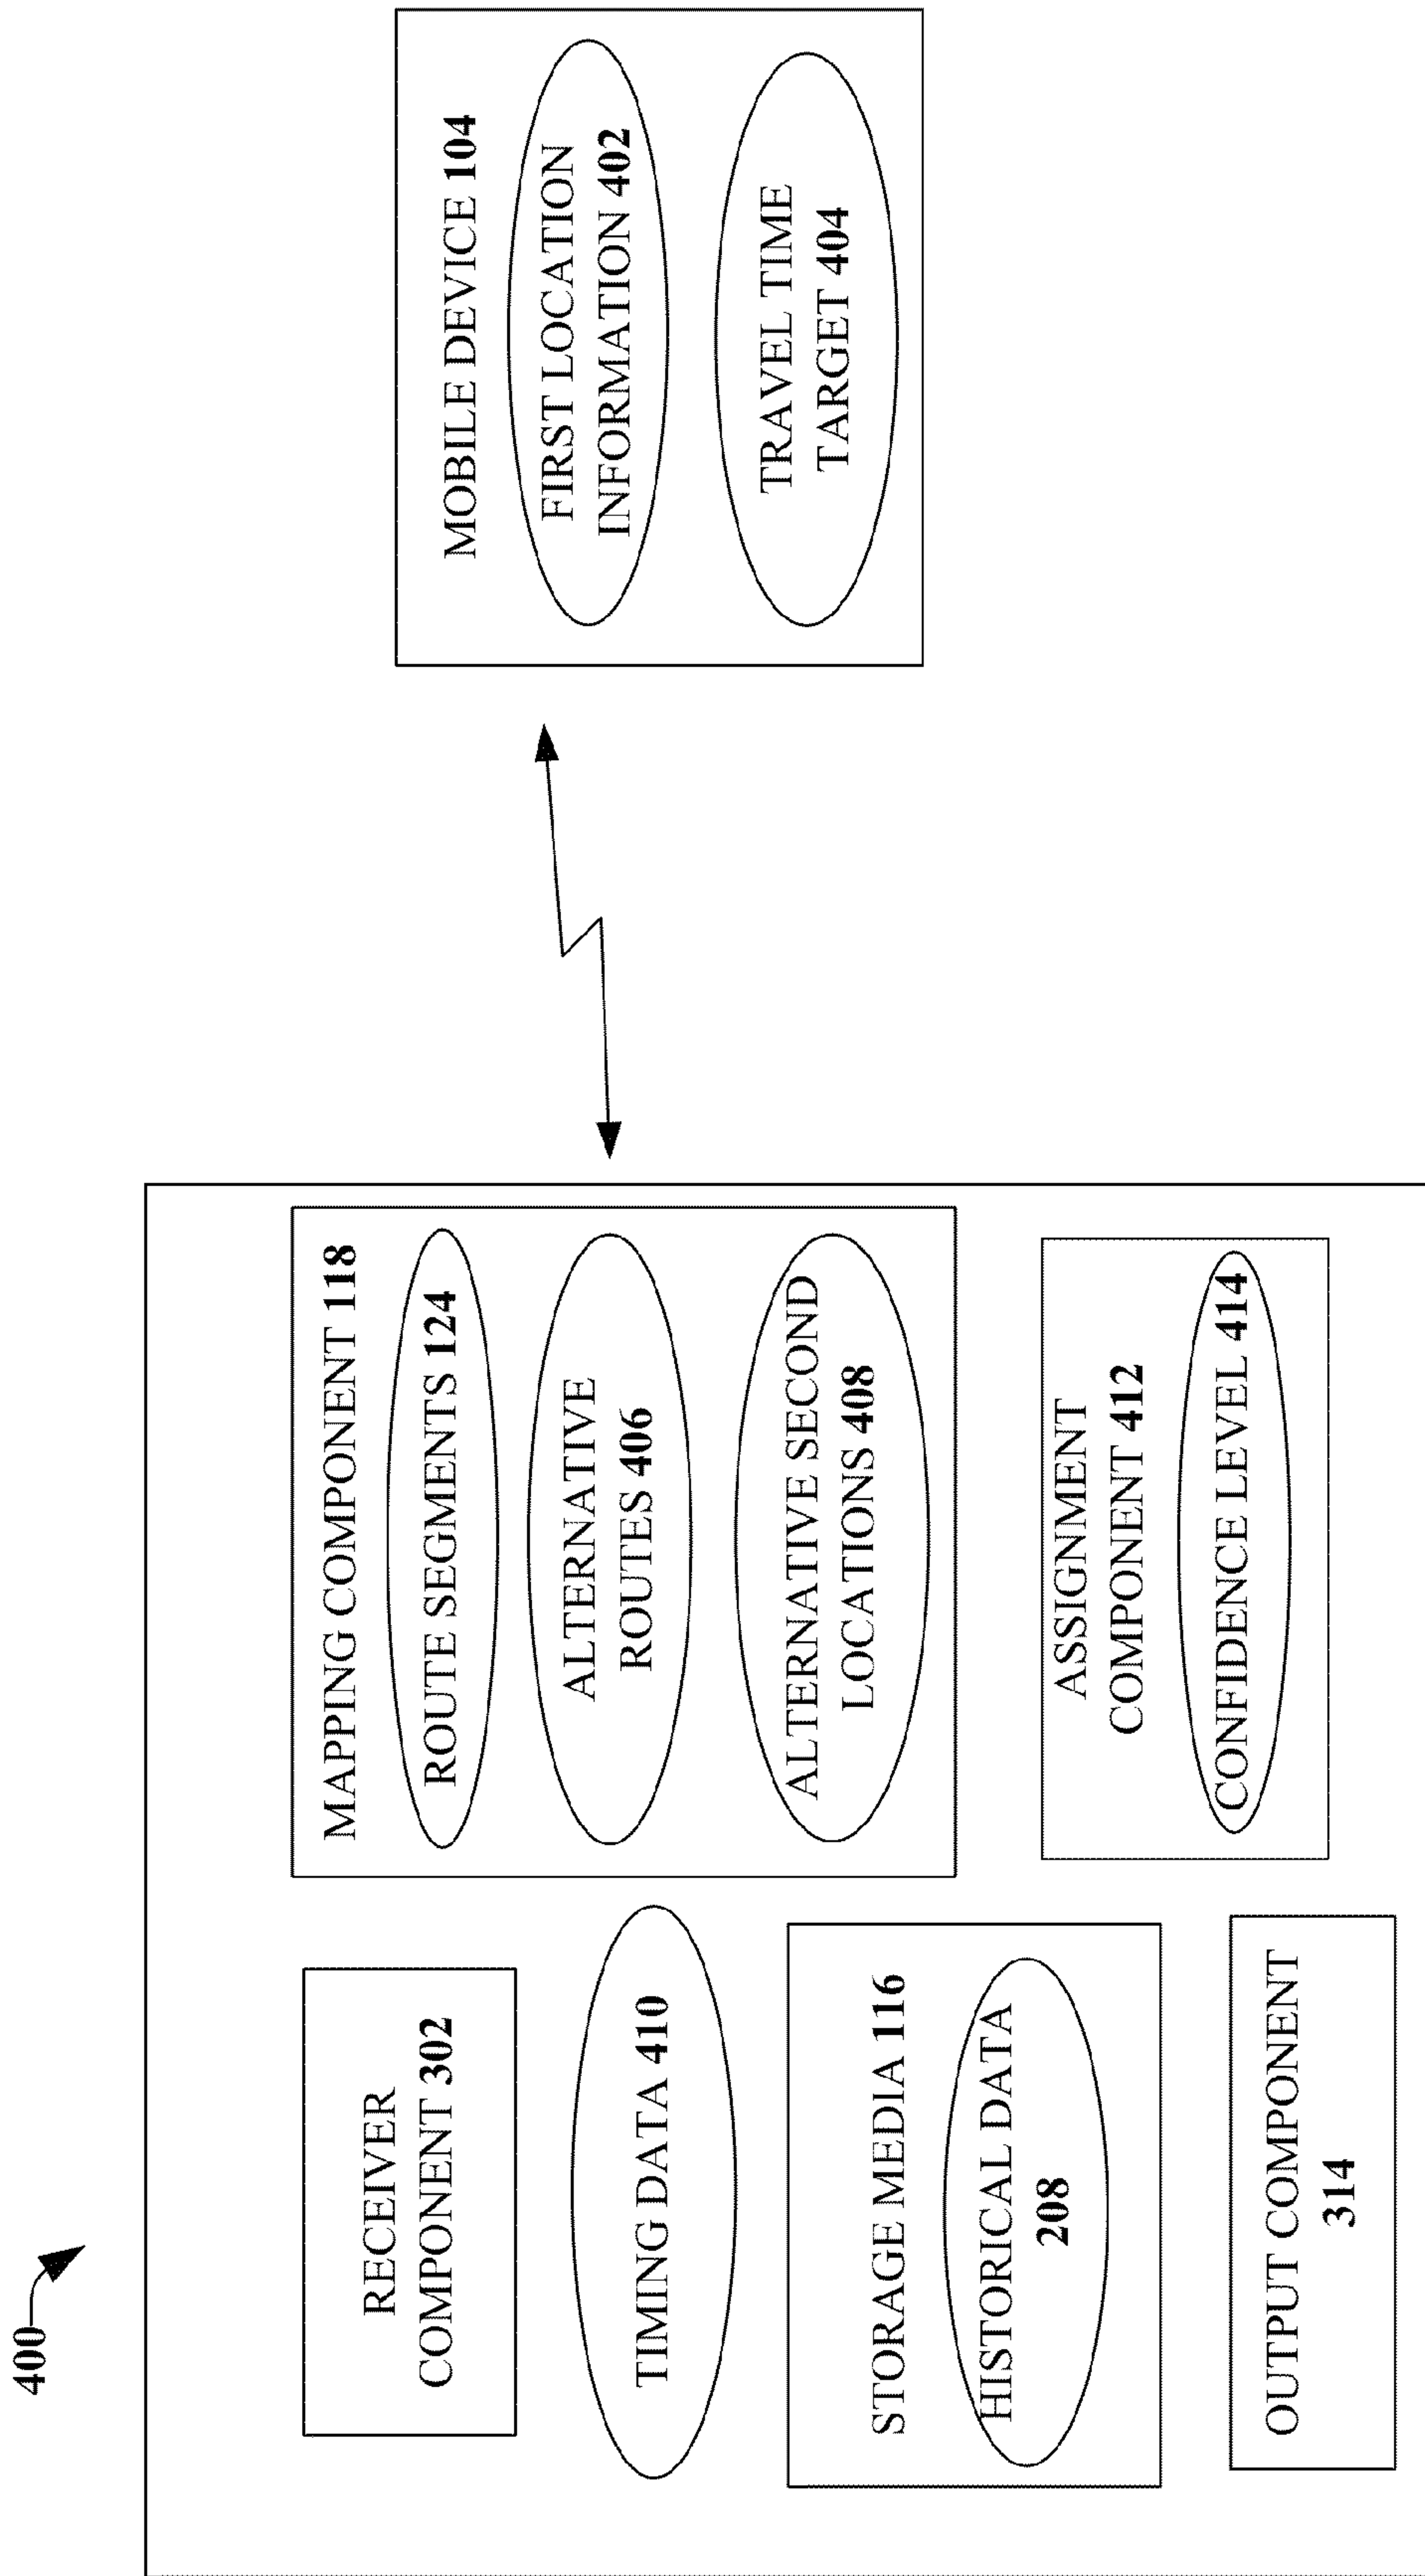 400
RECEIVER
COMPONENT 302
TIMING DATA 410
STORAGE MEDIA 116
HISTORICAL DATA
208
OUTPUT COMPONENT
314
MAPPING COMPONENT 118
ROUTE SEGMENTS 124
ALTERNATIVE
ROUTES 406
ALTERNATIVE SECOND
LOCATIONS 408
ASSIGNMENT
COMPONENT 412
CONFIDENCE LEVEL 414
MOBILE DEVICE 104
FIRST LOCATION
INFORMATION 402
TRAVEL TIME
TARGET 404